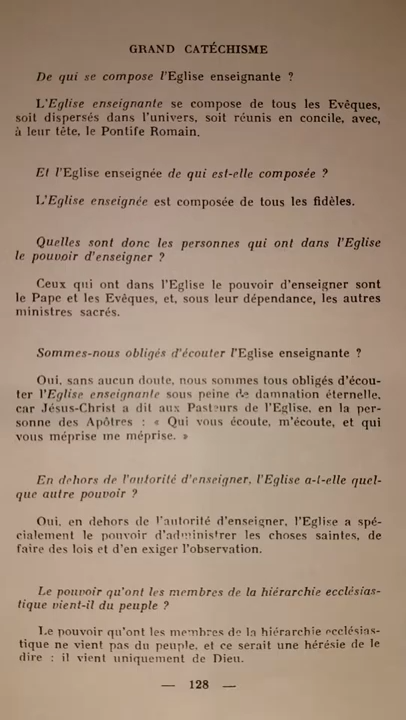 GRAND CATÉCHISME
De qui se compose l'Eglise enseignante ?
L'Eglise enseignante se compose de tous les Evêques,
soit dispersés dans l'univers, soit réunis en concile, avec,
à leur tête, le Pontife Romain.
Et l'Eglise enseignée de qui est-elle composée ?
L'Eglise enseignée est composée de tous les fidèles.
Quelles sont donc les personnes qui ont dans l'Eglise
le pouvoir d'enseigner ?
Ceux qui ont dans l'Eglise le pouvoir d'enseigner sont
le Pape et les Evêques, et, sous leur dépendance, les autres
ministres sacrés.
Sommes-nous obligés d'écouter l'Eglise enseignante ?
Oui, sans aucun doute, nous sommes tous obligés d'écou-
ter l'Eglise enseignante sous peine de damnation éternelle,
car Jésus-Christ a dit aux Pasteurs de l'Eglise, en la per-
sonne des Apôtres : « Qui vous écoute, m'écoute, et qui
vous méprise me méprise. »
En dehors de l'autorité d'enseigner, l'Eglise a-t-elle quel-
que autre pouvoir ?
Oui, en dehors de l'autorité d'enseigner, l'Eglise a spé-
cialement le pouvoir d'administrer les choses saintes, de
faire des lois et d'en exiger l'observation.
Le pouvoir qu'ont les membres de la hiérarchie ecclésias-
tique vient-il du peuple ?
Le pouvoir qu'ont les membres de la hiérarchie ecclésias-
tique ne vient pas du peuple, et ce serait une hérésie de le
dire : il vient uniquement de Dieu.
— 128 —